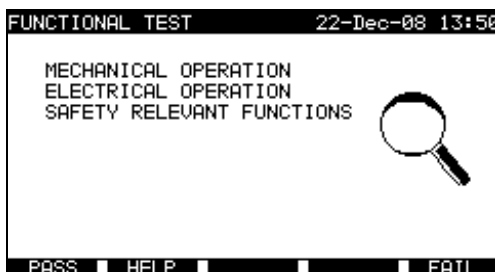 FUNCTIONAL TEST 22-Dec-08 13:50
MECHANICAL OPERATION
ELECTRICAL OPERATION
SAFETY RELEVANT FUNCTIONS
PASS HELP FAIL